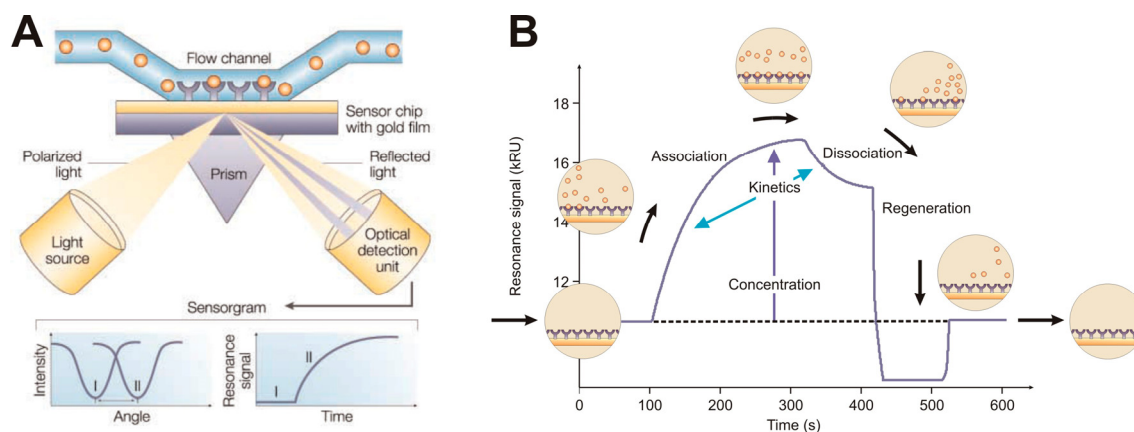 A
Flow channel
Sensor chip
with gold film
Polarized
light
Reflected
light
Prism
Light
source
Optical
detection
unit
Sensorgram
Intensity
I
II
Angle
Resonance
signal
I
II
Time
B
Resonance signal (kRU)
18
16
14
12
0
100
200
300
400
500
600
Time (s)
Association
Dissociation
Kinetics
Regeneration
Concentration